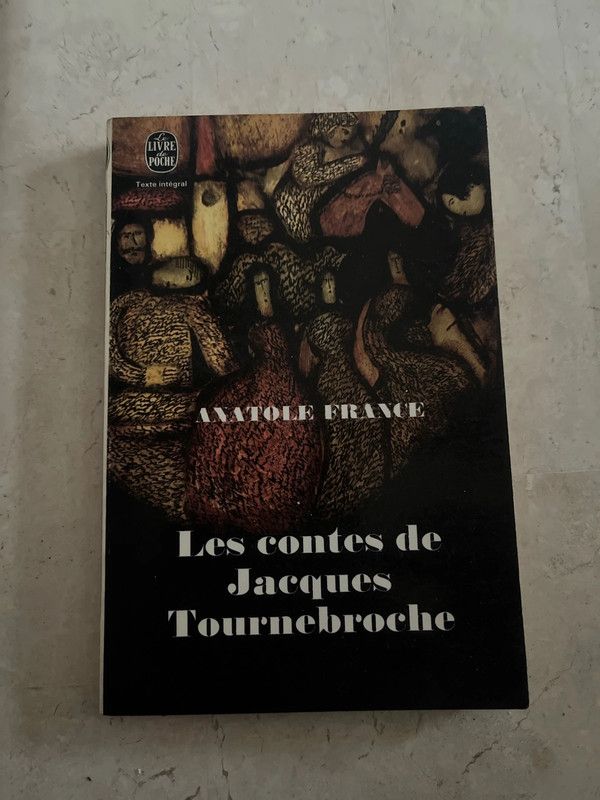 Le
LIVRE
de
POCHE
Texte intégral
ANATOLE FRANCE
Les contes de
Jacques
Tournebroche